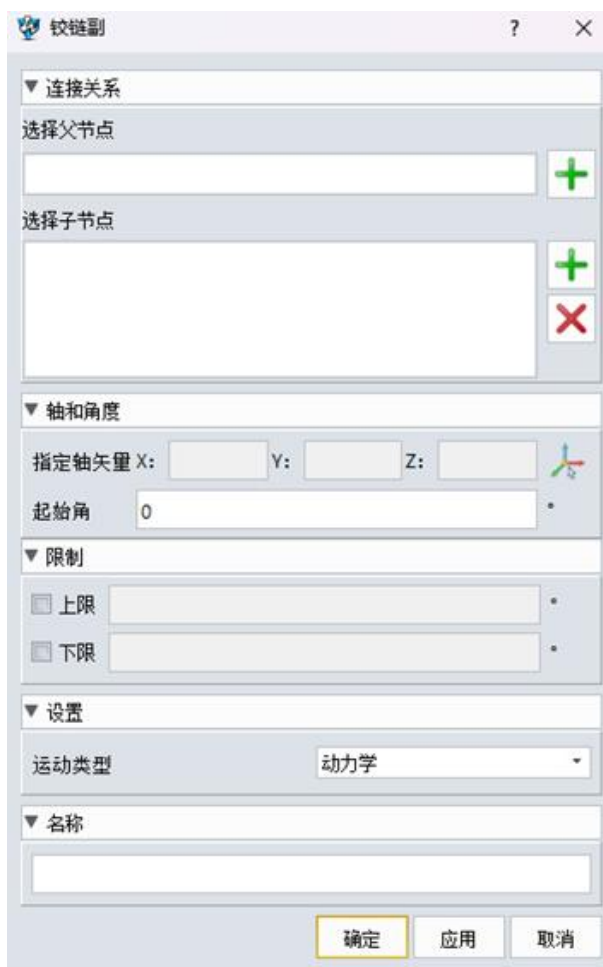 铰链副 ?
连接关系
选择父节点
选择子节点
轴和角度
指定轴矢量 X: Y: Z:
起始角 0 °
限制
上限 °
下限 °
设置
运动类型 动力学
名称
确定 应用 取消